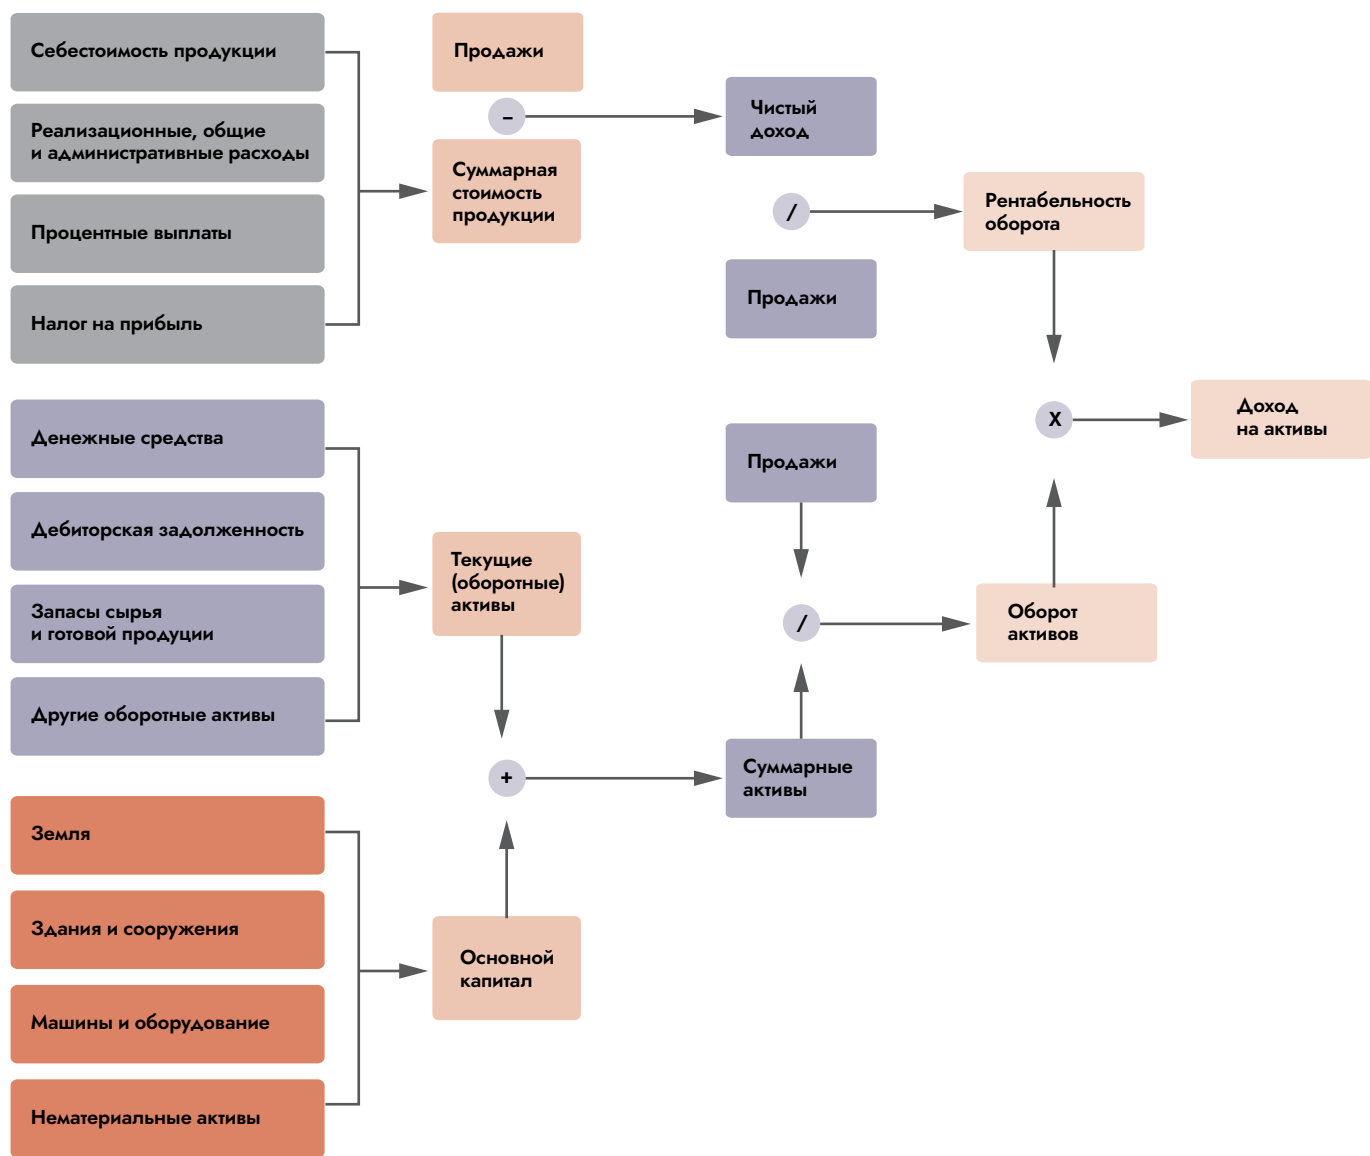 Себестоимость продукции
Реализационные, общие
и административные расходы
Процентные выплаты
Налог на прибыль
Продажи
–
Суммарная
стоимость
продукции
Чистый
доход
/
Продажи
Рентабельность
оборота
Денежные средства
Дебиторская задолженность
Запасы сырья
и готовой продуции
Другие оборотные активы
Текущие
(оборотные)
активы
+
Продажи
/
Суммарные
активы
X
Доход
на активы
Оборот
активов
Земля
Здания и сооружения
Машины и оборудование
Нематериальные активы
Основной
капитал